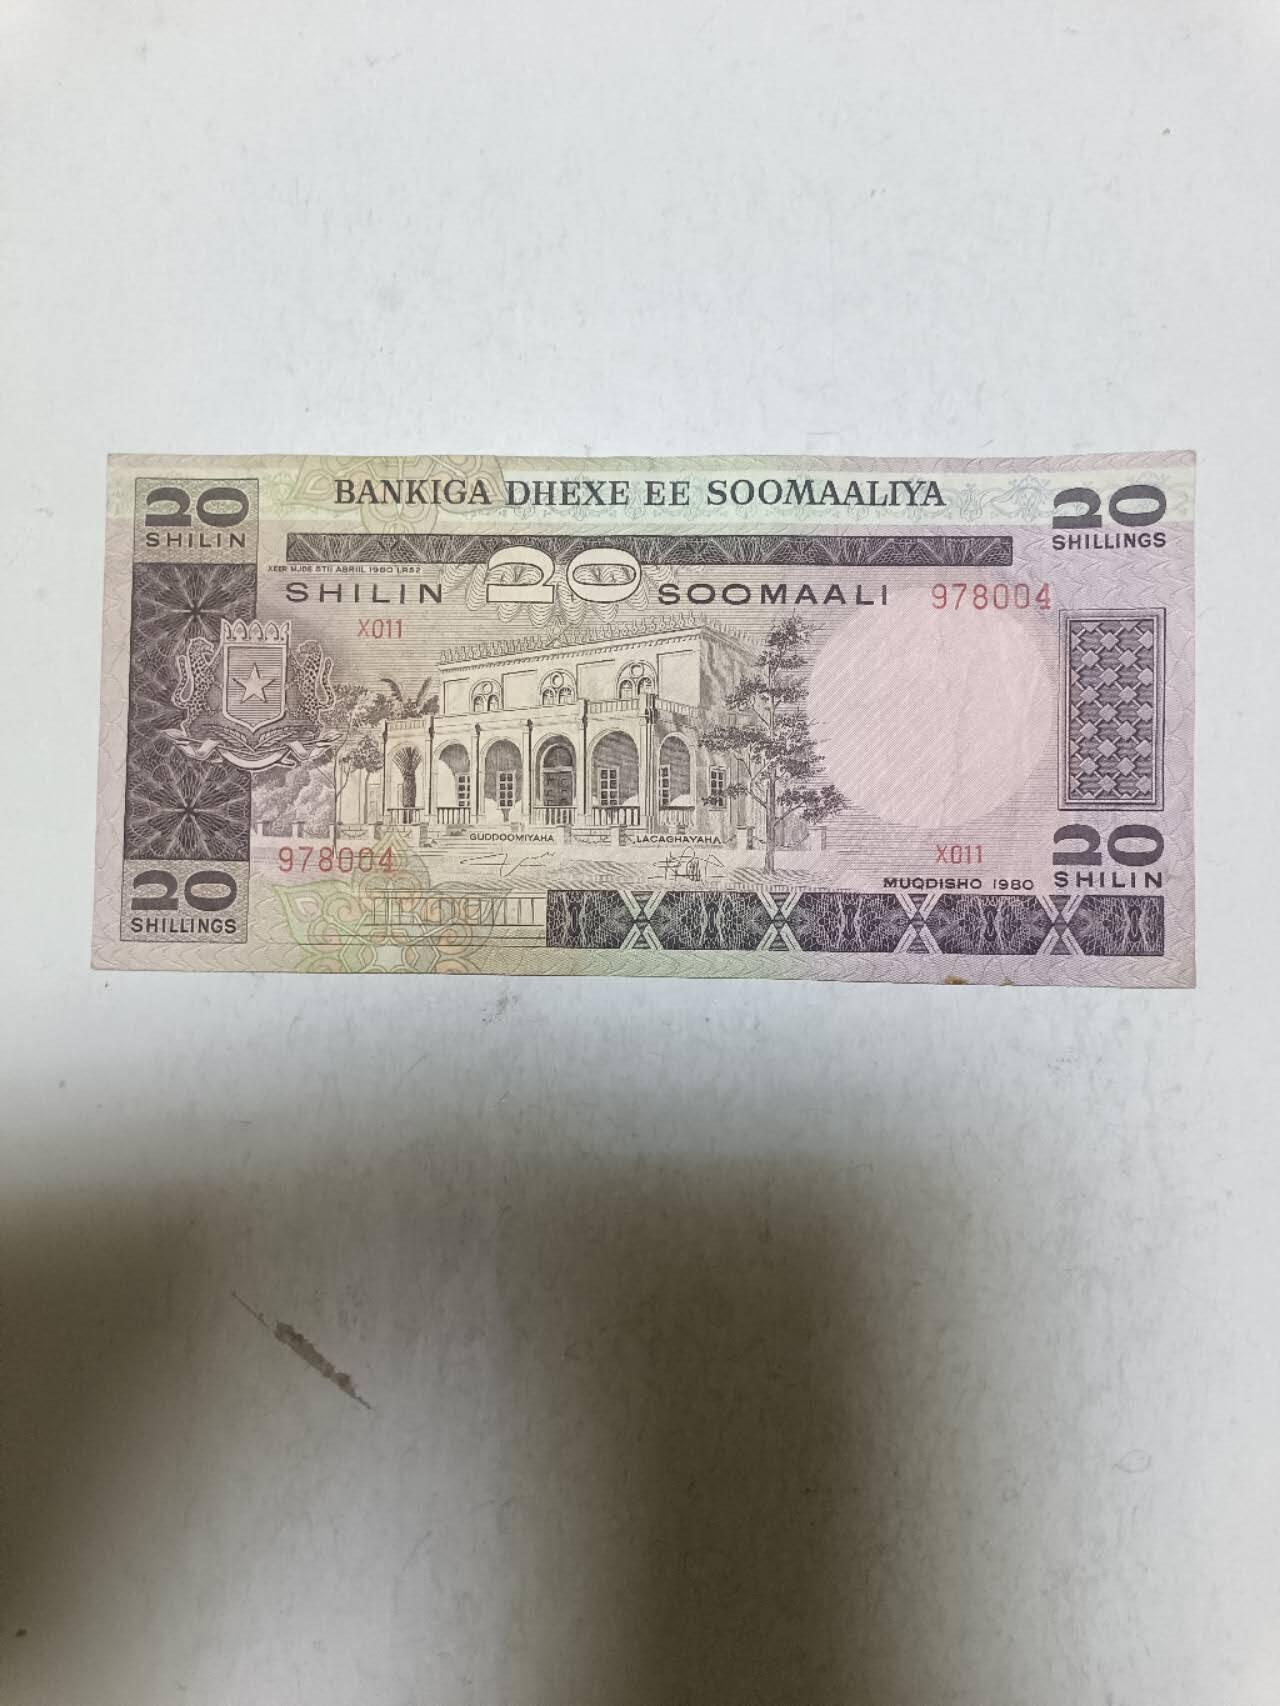 BANKIGA DHEXE EE SOOMAALIYA
20
SHILIN
20
SHILLINGS
SHILIN 20 SOOMAALI
978004
X011
GUDDOOMIYAHA
LACAGHAYAHA
978004
X011
MUQDISHO 1980
20
SHILIN
20
SHILLINGS